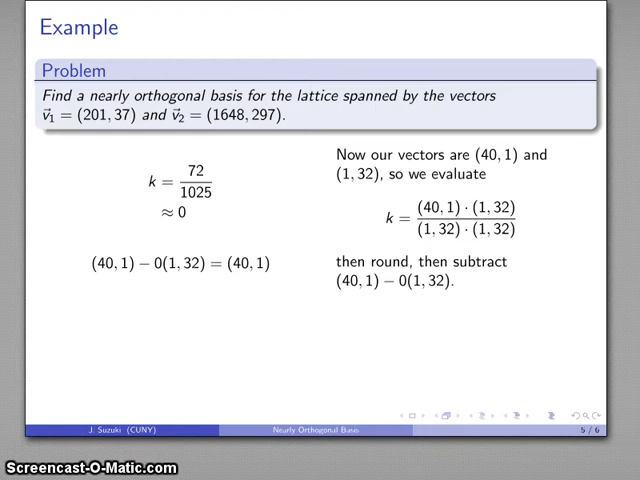 Example
Problem
Find a nearly orthogonal basis for the lattice spanned by the vectors
v⃗₁ = (201, 37) and v⃗₂ = (1648, 297).
k = 72/1025
≈ 0
(40, 1) − 0(1, 32) = (40, 1)
Now our vectors are (40, 1) and
(1, 32), so we evaluate
k = (40, 1) · (1, 32) / (1, 32) · (1, 32)
then round, then subtract
(40, 1) − 0(1, 32).
J. Suzuki (CUNY)
Nearly Orthogonal Basis
5 / 6
Screencast-O-Matic.com